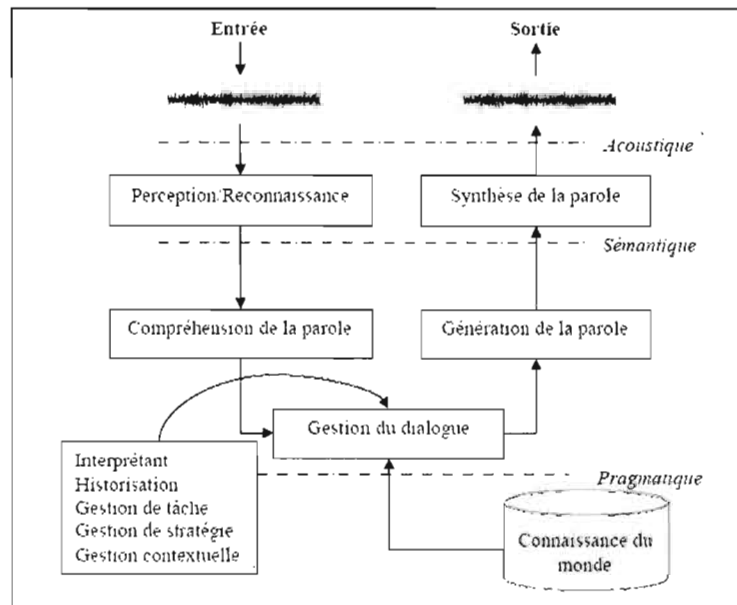 Entrée
Sortie
Acoustique
Perception/Reconnaissance
Synthèse de la parole
Sémantique
Compréhension de la parole
Génération de la parole
Gestion du dialogue
Interprétant
Historisation
Gestion de tâche
Gestion de stratégie
Gestion contextuelle
Pragmatique
Connaissance du
monde